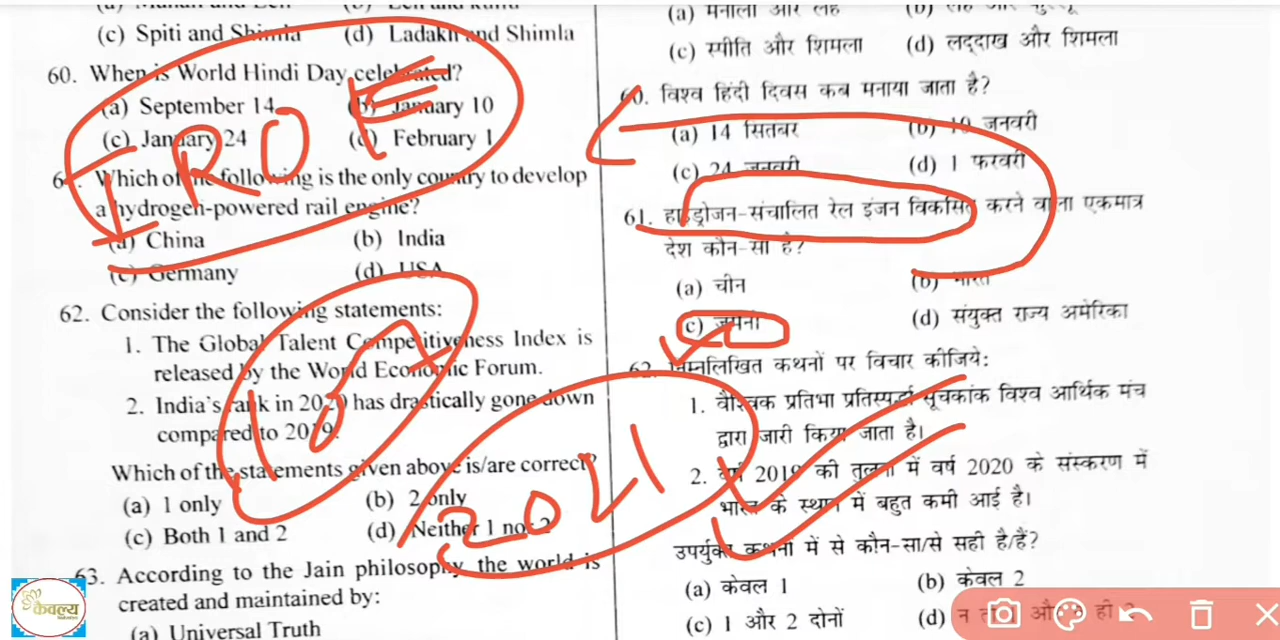 (c) Spiti and Shimla (d) Ladakh and Shimla
60. When is World Hindi Day celebrated?
(a) September 14 (b) January 10
(c) January 24 (d) February 1
Which of the following is the only country to develop
a hydrogen-powered rail engine?
(a) China (b) India
(c) Germany (d) USA
62. Consider the following statements:
1. The Global Talent Competitiveness Index is
released by the World Economic Forum.
2. India's rank in 2020 has drastically gone down
compared to 2019.
Which of the statements given above is/are correct?
(a) 1 only (b) 2 only
(c) Both 1 and 2 (d) Neither 1 nor 2
63. According to the Jain philosophy, the world is
created and maintained by:
(a) Universal Truth
(a) मनाली और लेह
(c) स्पीति और शिमला (d) लद्दाख और शिमला
60. विश्व हिंदी दिवस कब मनाया जाता है?
(a) 14 सितंबर (b) 10 जनवरी
(c) 24 जनवरी (d) 1 फरवरी
61. हाइड्रोजन-संचालित रेल इंजन विकसित करने वाला एकमात्र
देश कौन-सा है?
(a) चीन (b) भारत
(c) जर्मनी (d) संयुक्त राज्य अमेरिका
62. निम्नलिखित कथनों पर विचार कीजिये:
1. वैश्विक प्रतिभा प्रतिस्पर्द्धा सूचकांक विश्व आर्थिक मंच
द्वारा जारी किया जाता है।
2. वर्ष 2019 की तुलना में वर्ष 2020 के संस्करण में
भारत के स्थान में बहुत कमी आई है।
उपर्युक्त कथनों में से कौन-सा/से सही है/हैं?
(a) केवल 1 (b) केवल 2
(c) 1 और 2 दोनों (d) न तो 1 और न ही 2
2021
कैवल्य